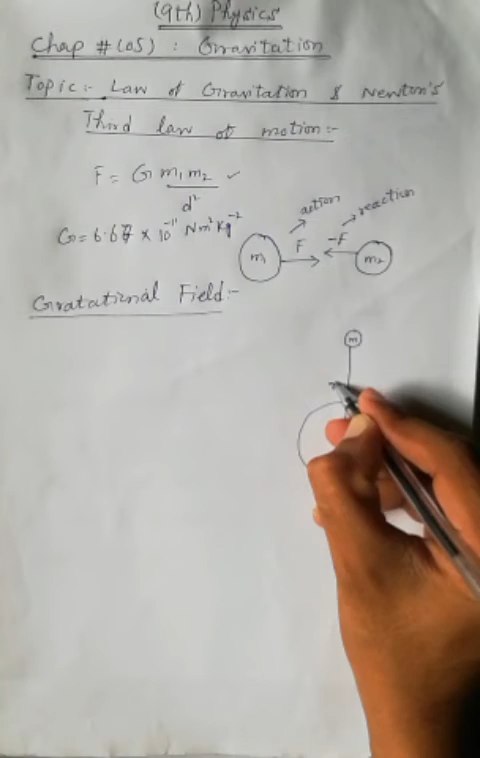 (9th) Physics
Chap # (05) : Gravitation
Topic:- Law of Gravitation & Newton's
Third law of motion:-
F = G m₁m₂ / d²
G = 6.67 × 10⁻¹¹ Nm²Kg⁻²
action
reaction
m₁ F -F m₂
Gratational Field:-
m